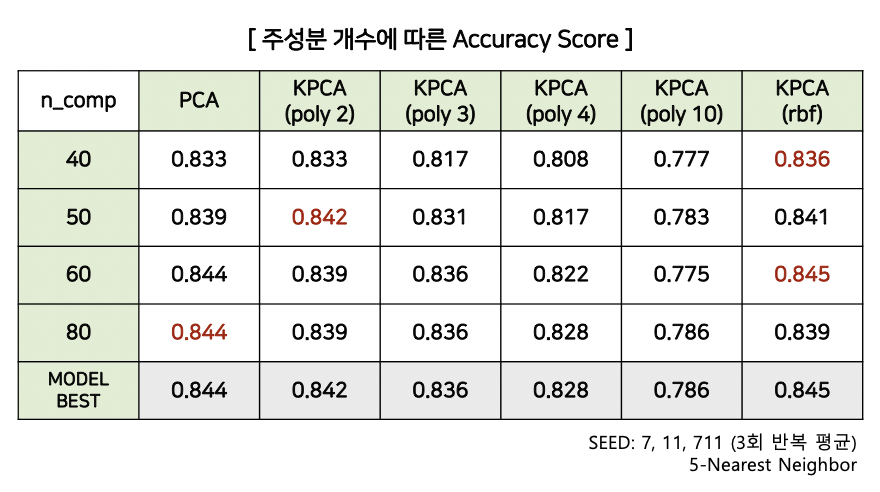 [ 주성분 개수에 따른 Accuracy Score ]
n_comp PCA KPCA (poly 2) KPCA (poly 3) KPCA (poly 4) KPCA (poly 10) KPCA (rbf)
40 0.833 0.833 0.817 0.808 0.777 0.836
50 0.839 0.842 0.831 0.817 0.783 0.841
60 0.844 0.839 0.836 0.822 0.775 0.845
80 0.844 0.839 0.836 0.828 0.786 0.839
MODEL BEST 0.844 0.842 0.836 0.828 0.786 0.845
SEED: 7, 11, 711 (3회 반복 평균)
5-Nearest Neighbor